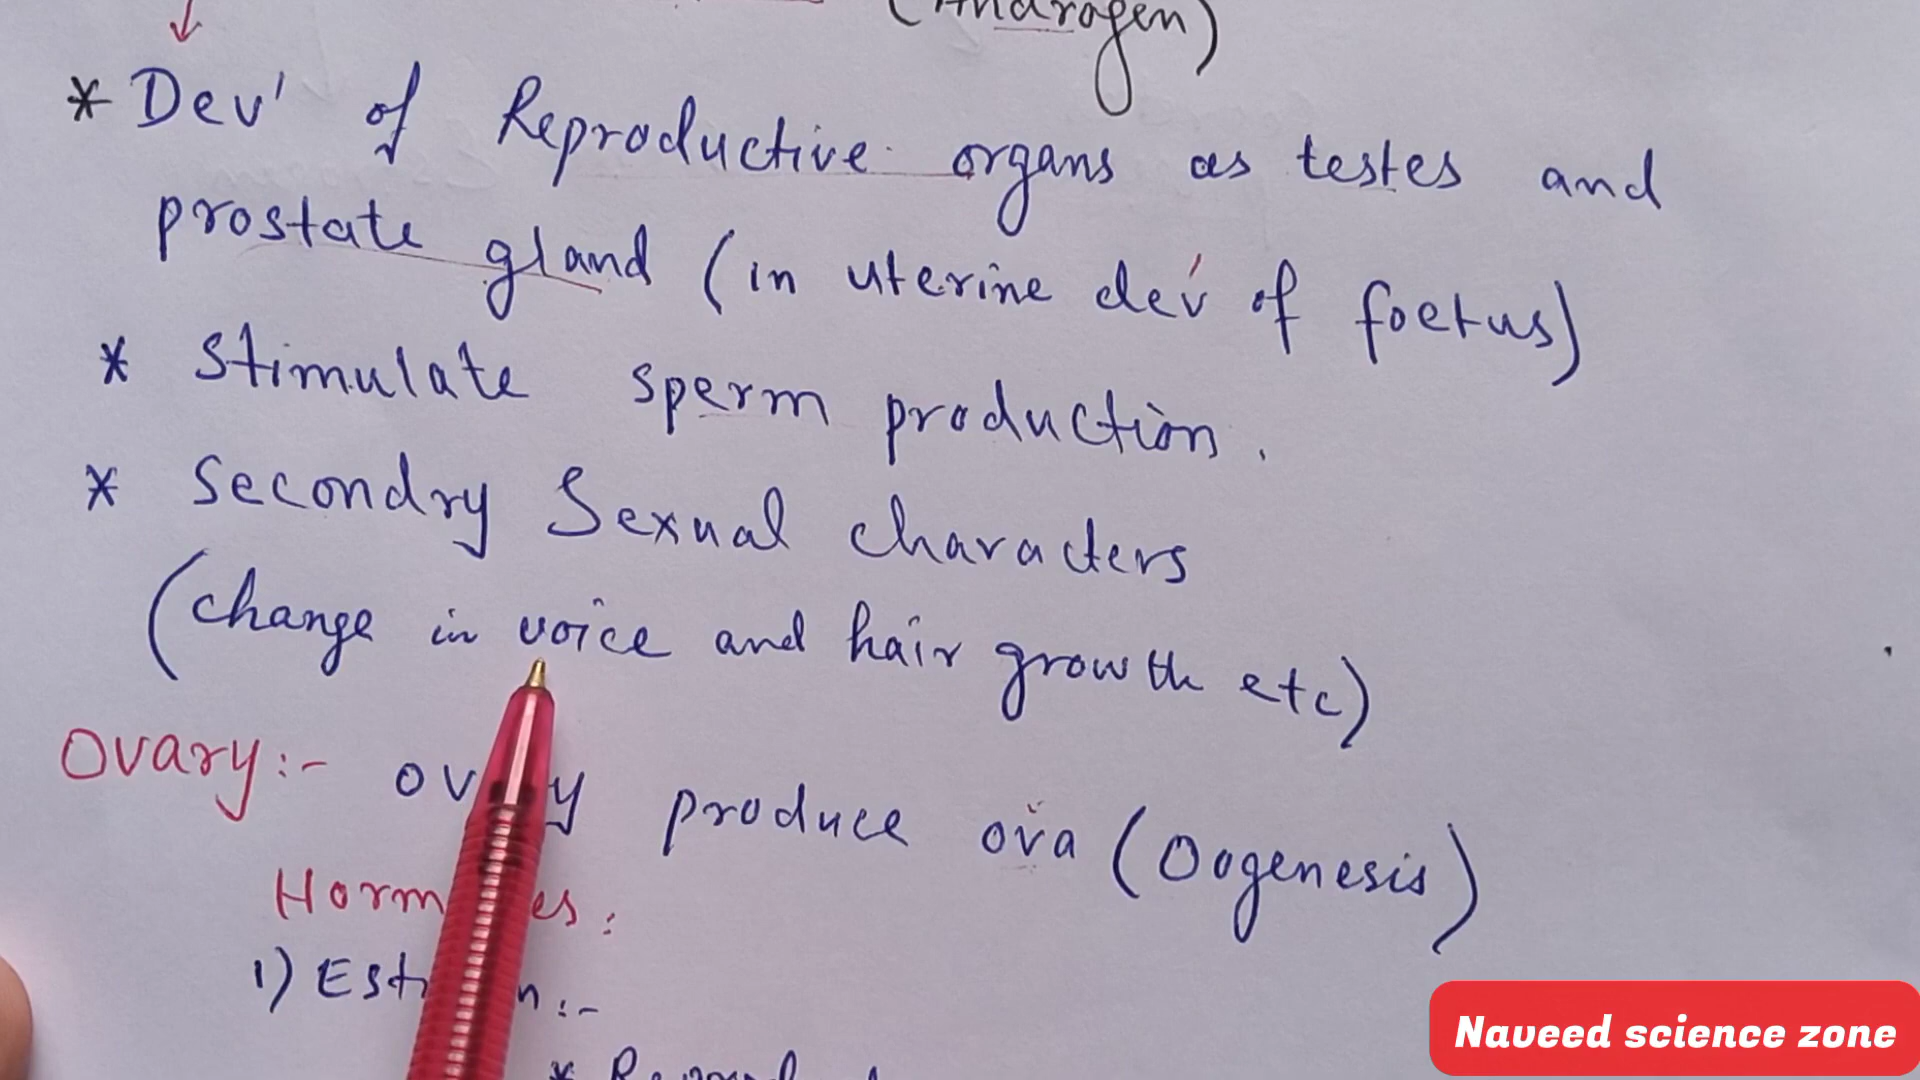 (Androgen)
* Dev' of Reproductive organs as testes and
prostate gland (in uterine dev' of foetus)
* Stimulate sperm production.
* Secondry Sexual characters
(change in voice and hair growth etc)
Ovary:- ov y produce ova (Oogenesis)
Horm es:
1) Est n:-
*
Naveed science zone